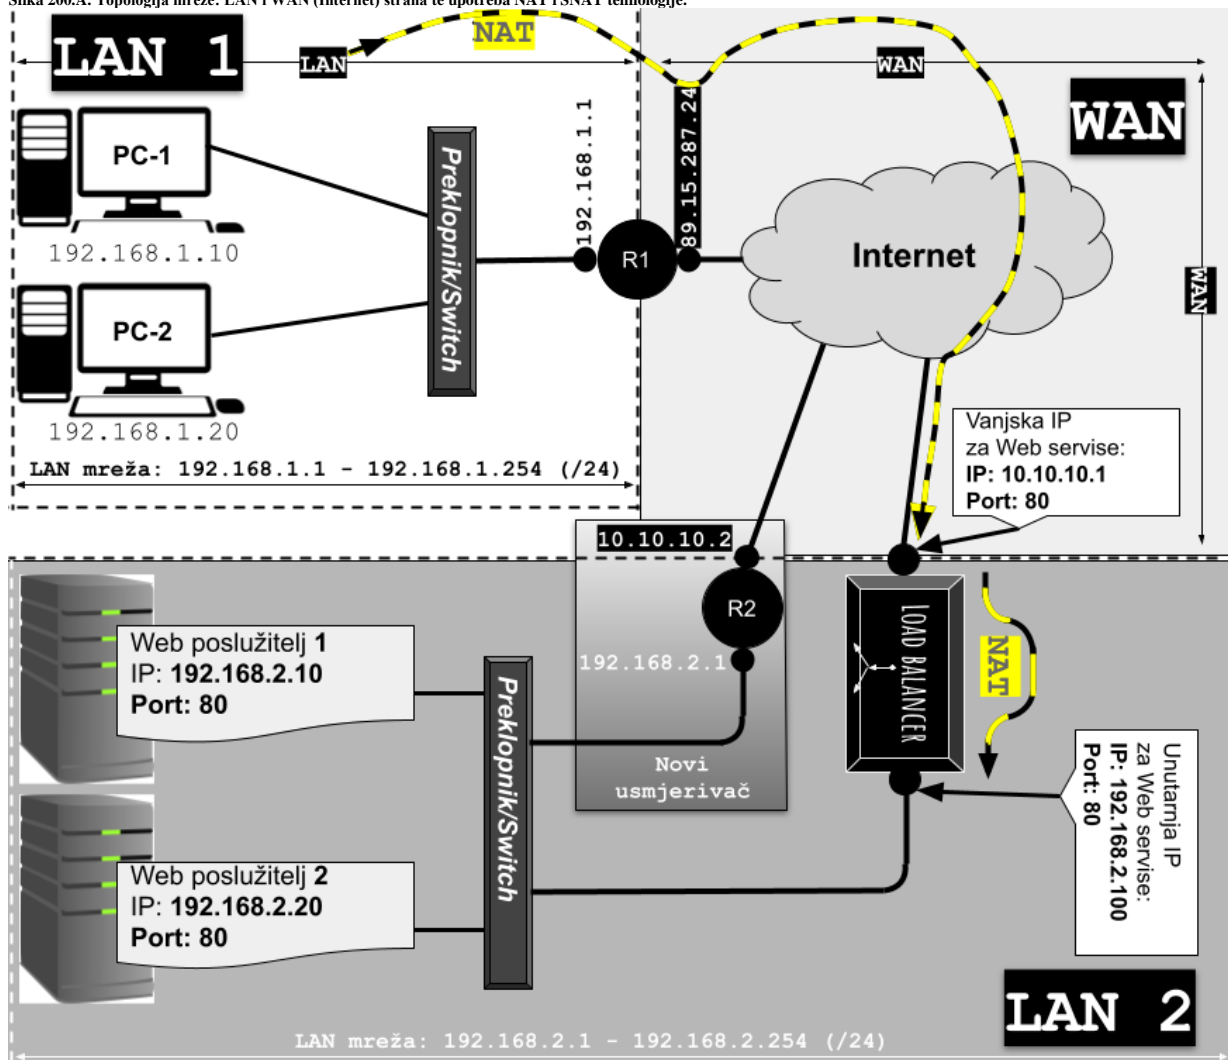 Slika 200.A. Topologija mreže: LAN i WAN (Internet) strana te upotreba NAT i SNAT tehnologije.
LAN 1
LAN
NAT
WAN
WAN
PC-1
192.168.1.10
PC-2
192.168.1.20
Preklopnik/Switch
192.168.1.1
R1
89.15.287.24
Internet
WAN
LAN mreža: 192.168.1.1 - 192.168.1.254 (/24)
Vanjska IP
za Web servise:
IP: 10.10.10.1
Port: 80
10.10.10.2
R2
192.168.2.1
Novi
usmjerivač
LOAD BALANCER
NAT
Web poslužitelj 1
IP: 192.168.2.10
Port: 80
Preklopnik/Switch
Web poslužitelj 2
IP: 192.168.2.20
Port: 80
Unutarnja IP
za Web servise:
IP: 192.168.2.100
Port: 80
LAN 2
LAN mreža: 192.168.2.1 - 192.168.2.254 (/24)